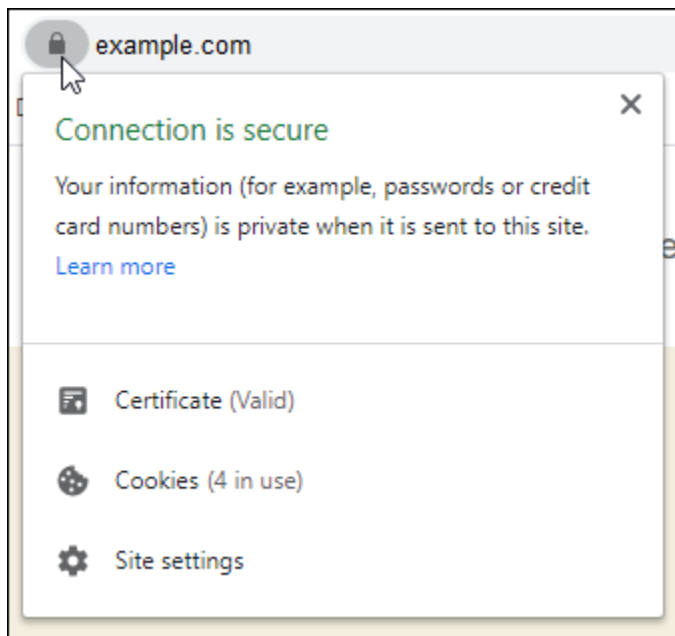 example.com
Connection is secure
Your information (for example, passwords or credit
card numbers) is private when it is sent to this site.
Learn more
Certificate (Valid)
Cookies (4 in use)
Site settings